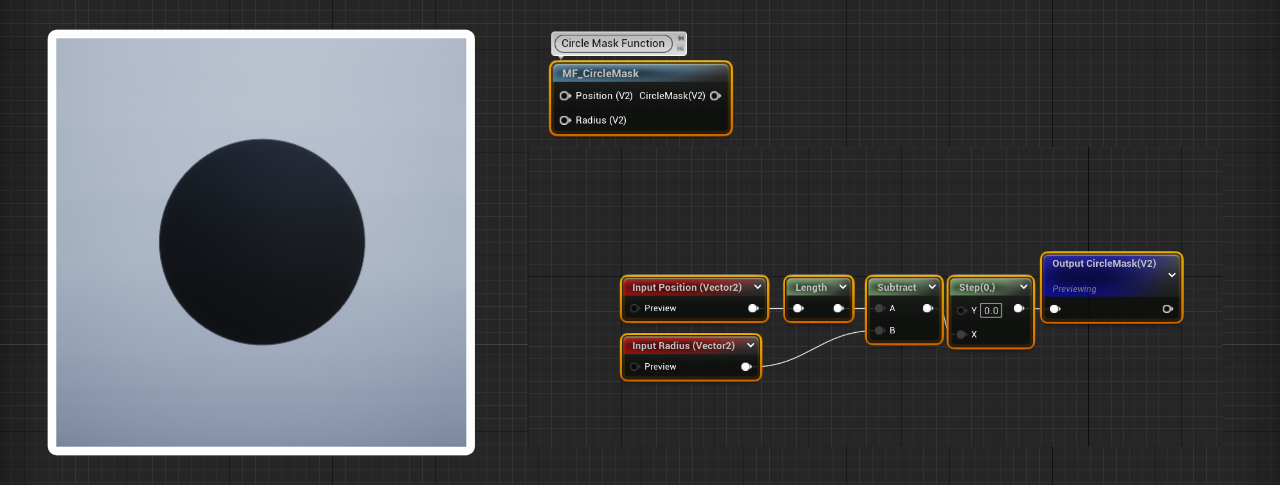 Circle Mask Function
MF_CircleMask
Position (V2) CircleMask(V2)
Radius (V2)
Input Position (Vector2)
Preview
Length
Subtract
A
B
Step(0,)
Y 0.0
X
Output CircleMask(V2)
Previewing
Input Radius (Vector2)
Preview